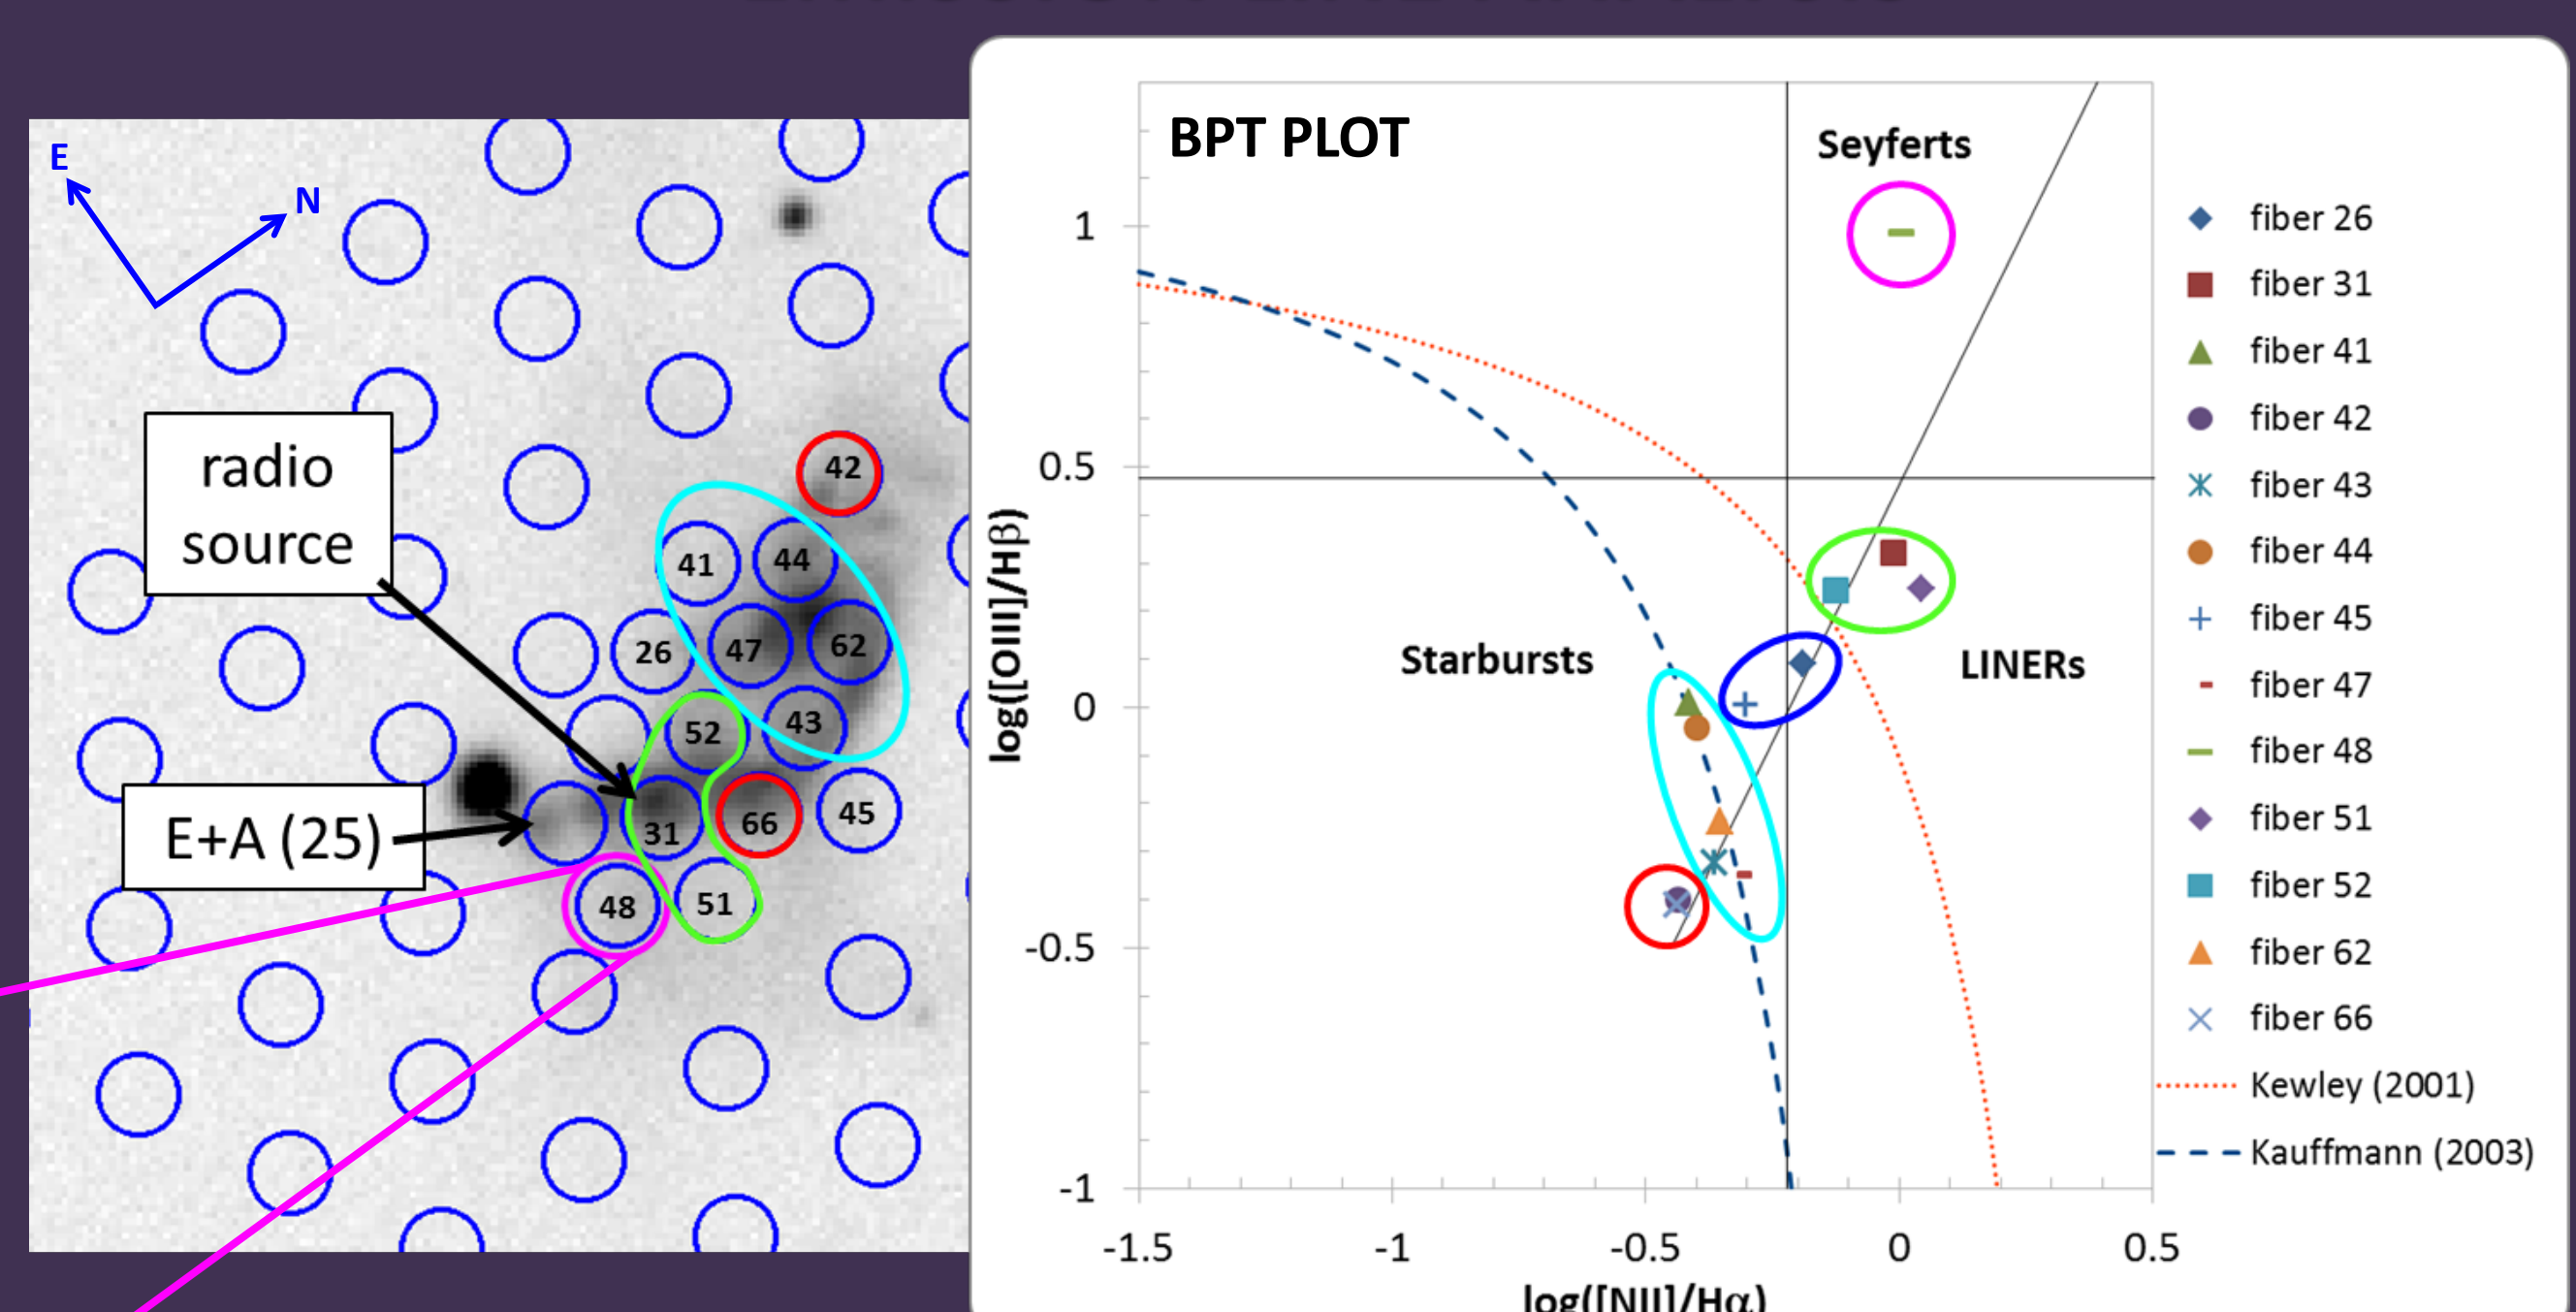 E
N
radio
source
E+A (25)
42
41
44
26
47
62
52
43
31
66
45
48
51
BPT PLOT
Seyferts
Starbursts
LINERs
log([OIII]/Hβ)
1
0.5
0
-0.5
-1
-1.5
-1
-0.5
0
0.5
log([NII]/Hα)
fiber 26
fiber 31
fiber 41
fiber 42
fiber 43
fiber 44
fiber 45
fiber 47
fiber 48
fiber 51
fiber 52
fiber 62
fiber 66
Kewley (2001)
Kauffmann (2003)